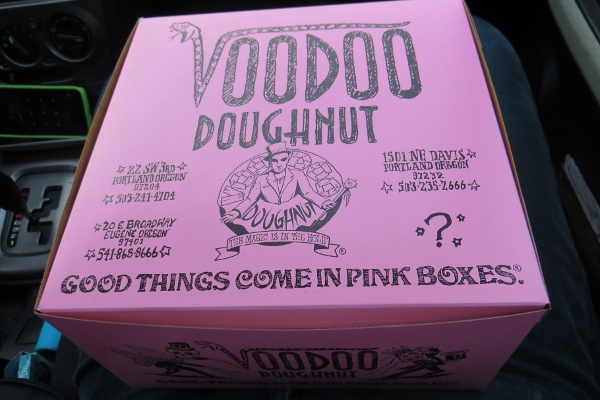 VOODOO
DOUGHNUT
22 SW 3RD
PORTLAND OREGON
97204
503-241-4704
1501 NE DAVIS
PORTLAND OREGON
97232
503-235-2666
20 E BROADWAY
EUGENE OREGON
97401
541-868-8666
?
VOODOO
DOUGHNUT
THE MAGIC IS IN THE HOLE
®
GOOD THINGS COME IN PINK BOXES.®
VOODOO
DOUGHNUT